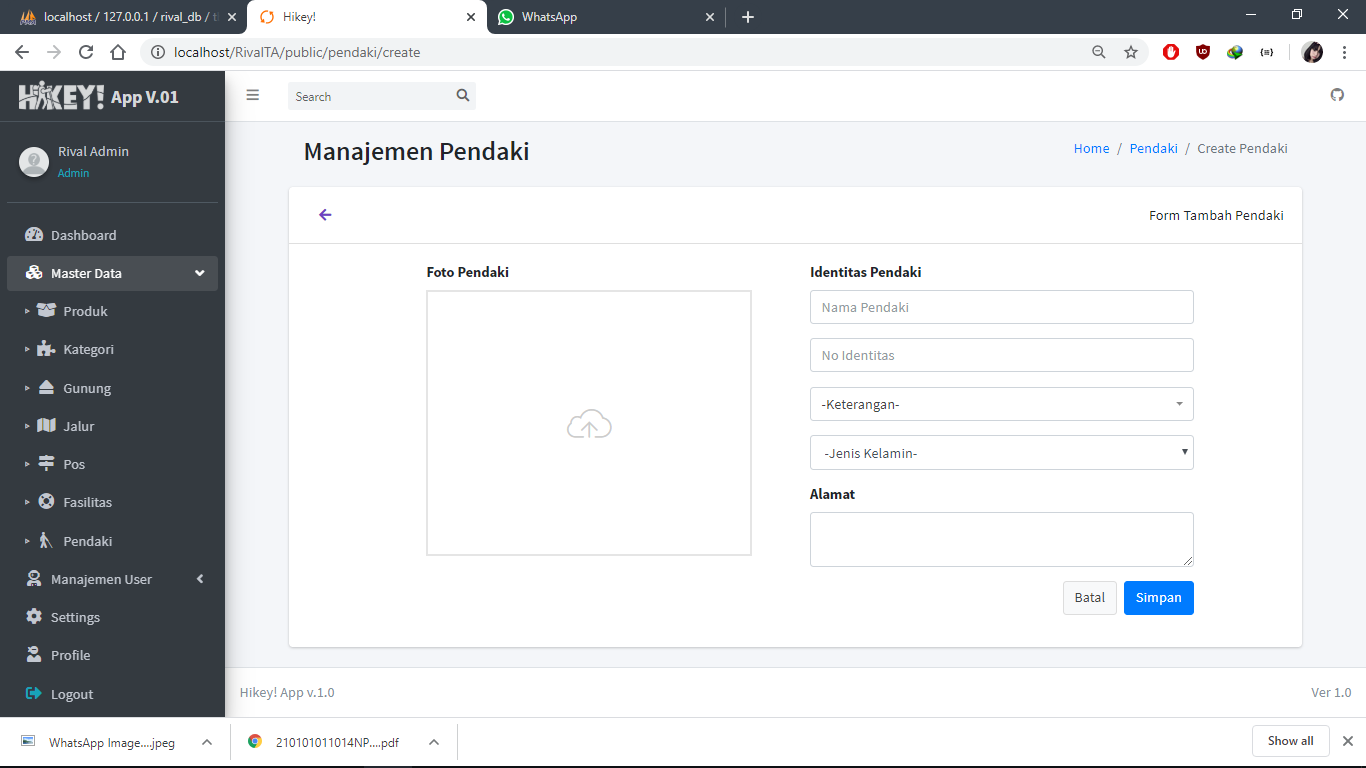 localhost / 127.0.0.1 / rival_db / t
Hikey!
WhatsApp
localhost/RivalTA/public/pendaki/create
HiKEY! App V.01
Search
Rival Admin
Admin
Dashboard
Master Data
Produk
Kategori
Gunung
Jalur
Pos
Fasilitas
Pendaki
Manajemen User
Settings
Profile
Logout
Manajemen Pendaki
Home / Pendaki / Create Pendaki
Form Tambah Pendaki
Foto Pendaki
Identitas Pendaki
Nama Pendaki
No Identitas
-Keterangan-
-Jenis Kelamin-
Alamat
Batal
Simpan
Hikey! App v.1.0
Ver 1.0
WhatsApp Image....jpeg
210101011014NP....pdf
Show all